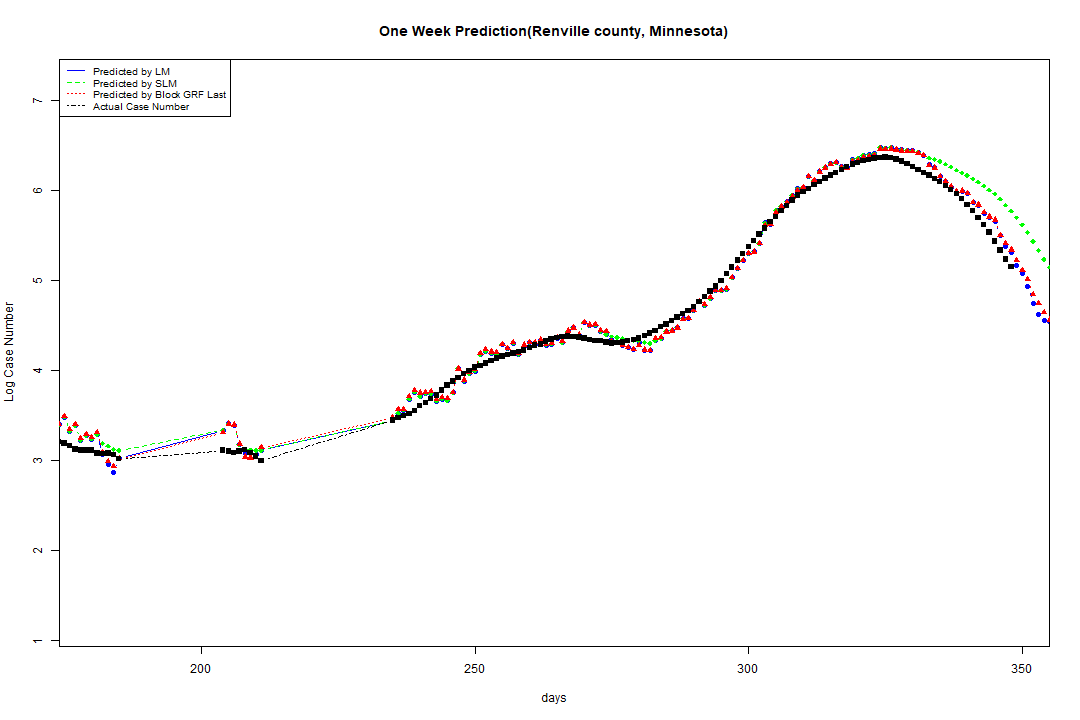 One Week Prediction(Renville county, Minnesota)
Predicted by LM
Predicted by SLM
Predicted by Block GRF Last
Actual Case Number
7
6
5
4
3
2
1
Log Case Number
200 250 300 350
days